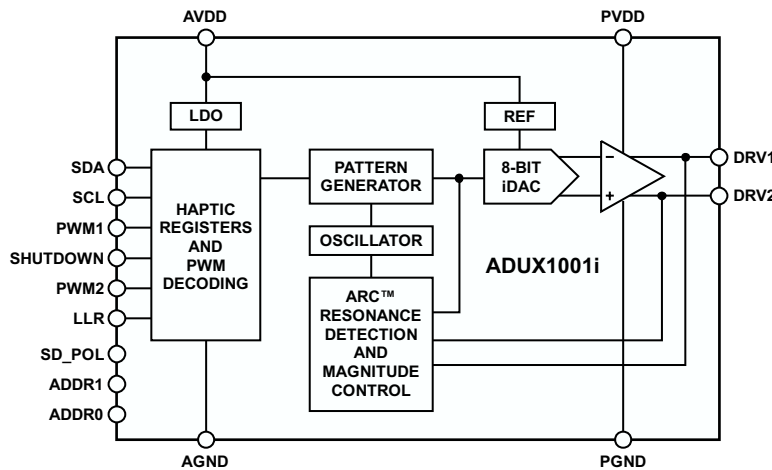 AVDD
PVDD
LDO
REF
SDA
SCL
PWM1
SHUTDOWN
PWM2
LLR
SD_POL
ADDR1
ADDR0
HAPTIC
REGISTERS
AND
PWM
DECODING
PATTERN
GENERATOR
OSCILLATOR
ARC™
RESONANCE
DETECTION
AND
MAGNITUDE
CONTROL
8-BIT
iDAC
–
+
DRV1
DRV2
ADUX1001i
AGND
PGND